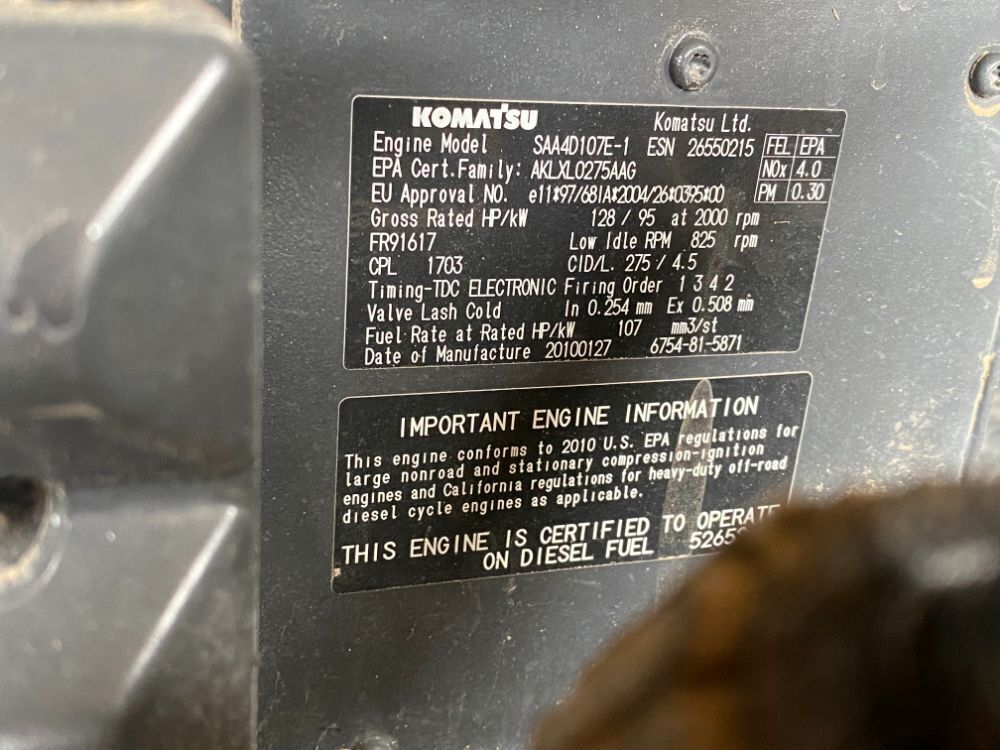 KOMATSU Komatsu Ltd.
Engine Model SAA4D107E-1 ESN 26550215 FEL EPA
EPA Cert.Family: AKLXL0275AAG NOx 4.0
EU Approval NO. e11*97/68IA*2004/26*0395*00 PM 0.30
Gross Rated HP/kW 128 / 95 at 2000 rpm
FR91617 Low Idle RPM 825 rpm
CPL 1703 CID/L. 275 / 4.5
Timing-TDC ELECTRONIC Firing Order 1 3 4 2
Valve Lash Cold In 0.254 mm Ex 0.508 mm
Fuel Rate at Rated HP/kW 107 mm3/st
Date of Manufacture 20100127 6754-81-5871
IMPORTANT ENGINE INFORMATION
This engine conforms to 2010 U.S. EPA regulations for
large nonroad and stationary compression-ignition
engines and California regulations for heavy-duty off-road
diesel cycle engines as applicable.
THIS ENGINE IS CERTIFIED TO OPERATE
ON DIESEL FUEL